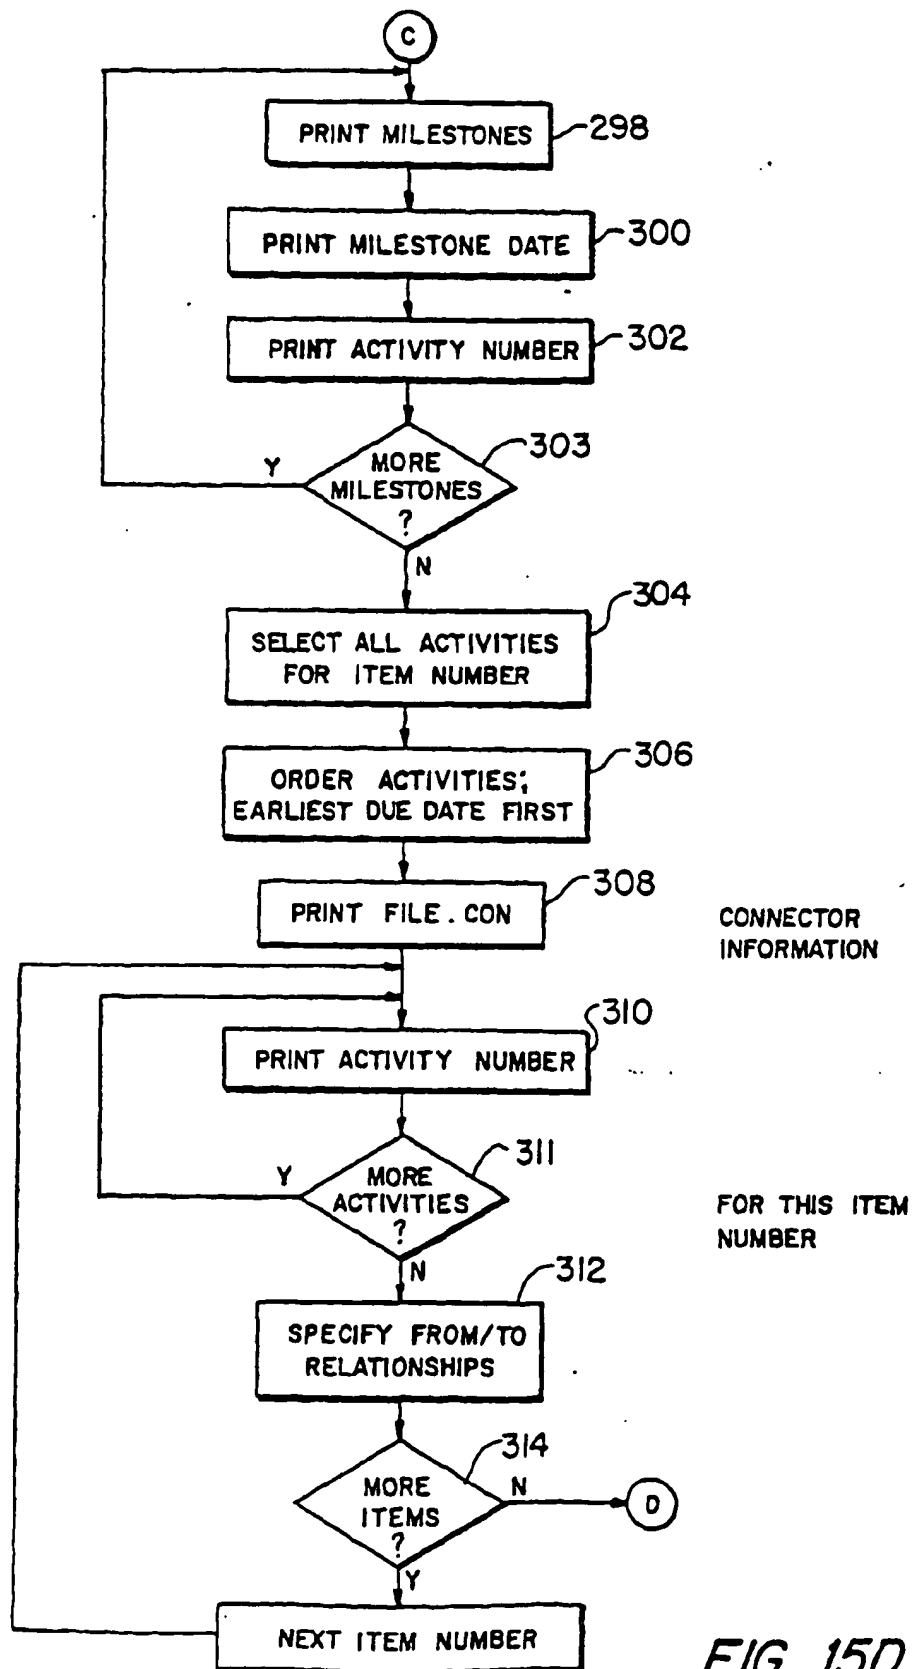 C
PRINT MILESTONES
298
PRINT MILESTONE DATE
300
PRINT ACTIVITY NUMBER
302
MORE
MILESTONES
?
303
Y
N
SELECT ALL ACTIVITIES
FOR ITEM NUMBER
304
ORDER ACTIVITIES;
EARLIEST DUE DATE FIRST
306
PRINT FILE.CON
308
CONNECTOR
INFORMATION
PRINT ACTIVITY NUMBER
310
MORE
ACTIVITIES
?
311
Y
N
FOR THIS ITEM
NUMBER
SPECIFY FROM/TO
RELATIONSHIPS
312
MORE
ITEMS
?
314
N
D
Y
NEXT ITEM NUMBER
FIG. 15D